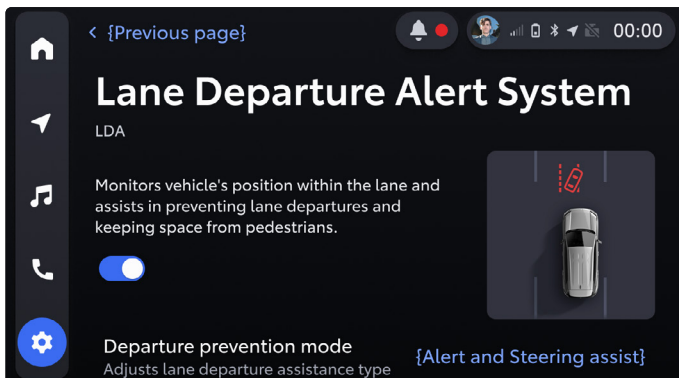 < {Previous page}
00:00
Lane Departure Alert System
LDA
Monitors vehicle's position within the lane and
assists in preventing lane departures and
keeping space from pedestrians.
Departure prevention mode
{Alert and Steering assist}
Adjusts lane departure assistance type